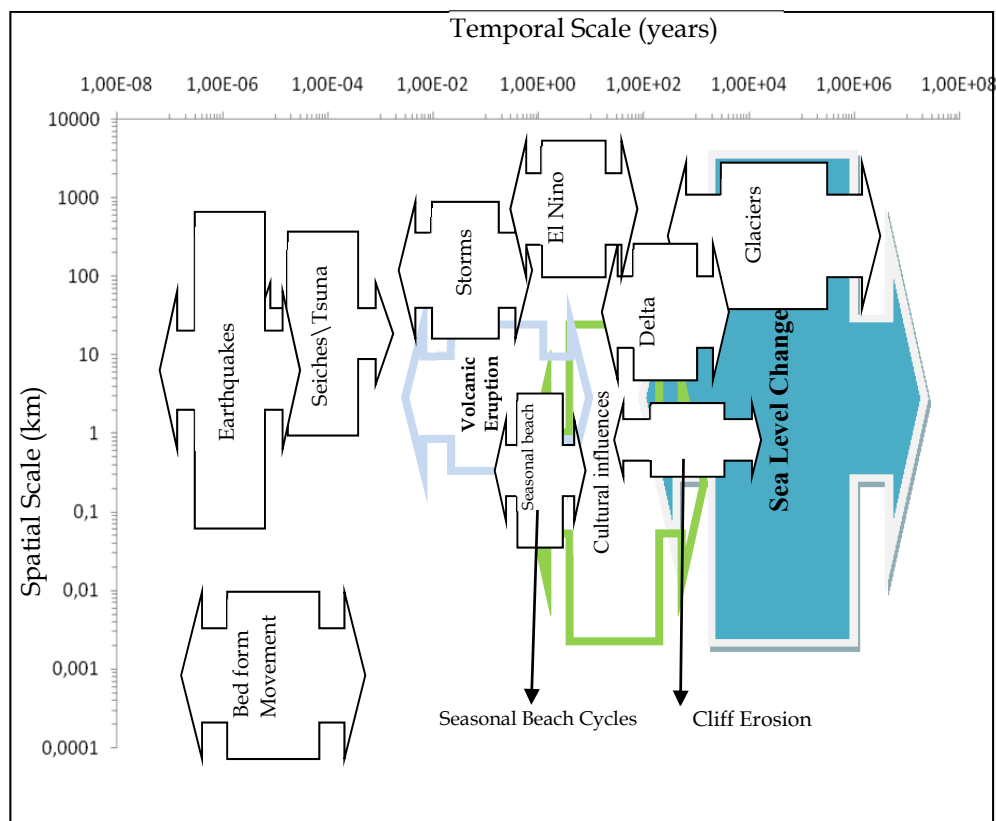 Temporal Scale (years)
1,00E-08 1,00E-06 1,00E-04 1,00E-02 1,00E+00 1,00E+02 1,00E+04 1,00E+06 1,00E+08
Spatial Scale (km)
10000
1000
100
10
1
0,1
0,01
0,001
0,0001
Earthquakes
Seiches\ Tsuna
Storms
El Nino
Glaciers
Delta
Volcanic
Eruption
Seasonal beach
Cultural influences
Sea Level Change
Bed form
Movement
Seasonal Beach Cycles
Cliff Erosion